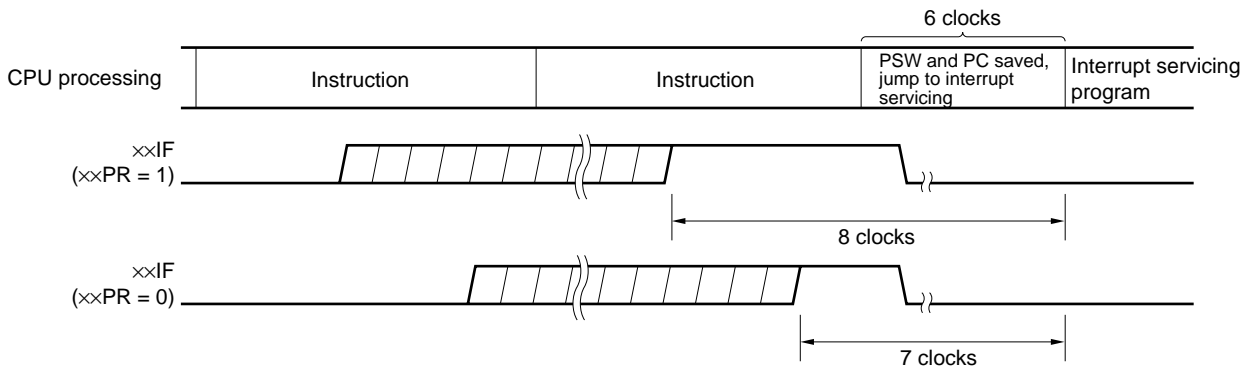 6 clocks
CPU processing
Instruction
Instruction
PSW and PC saved,
jump to interrupt
servicing
Interrupt servicing
program
××IF
(××PR = 1)
8 clocks
××IF
(××PR = 0)
7 clocks